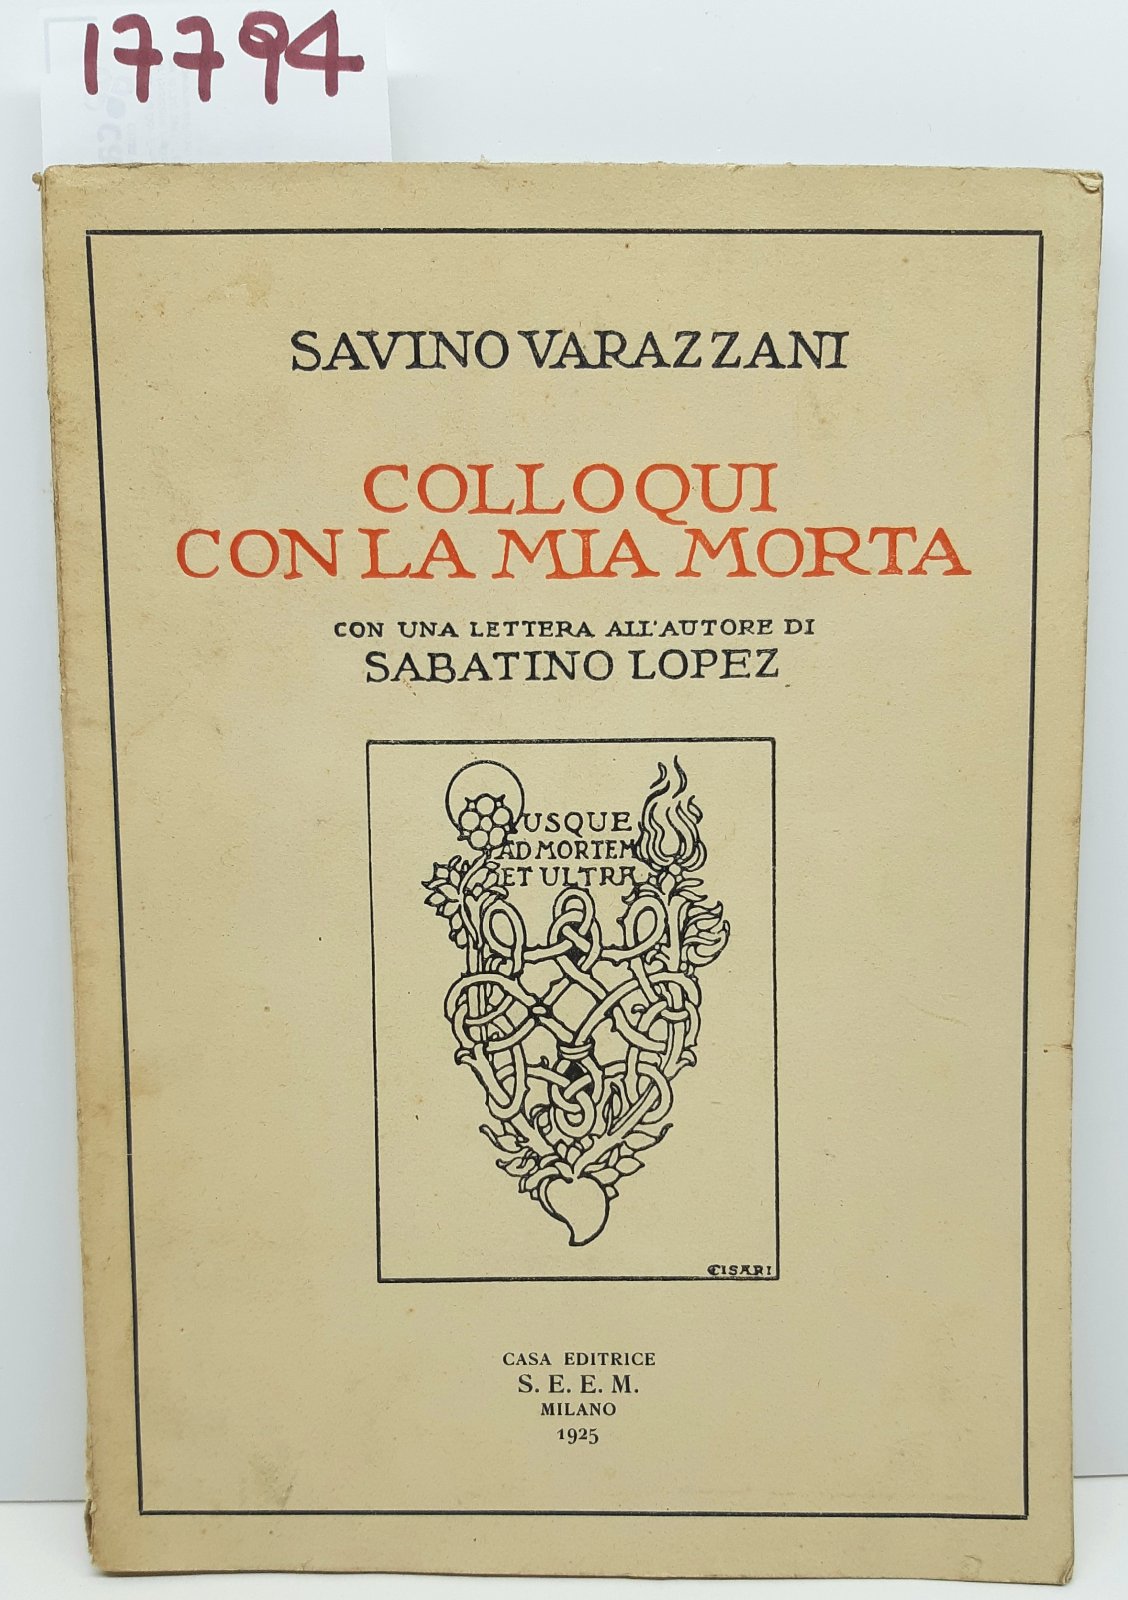 17794
SAVINO VARAZZANI
COLLOQUI
CON LA MIA MORTA
CON UNA LETTERA ALL'AUTORE DI
SABATINO LOPEZ
USQUE
AD MORTEM
ET ULTRA
CISARI
CASA EDITRICE
S. E. E. M.
MILANO
1925